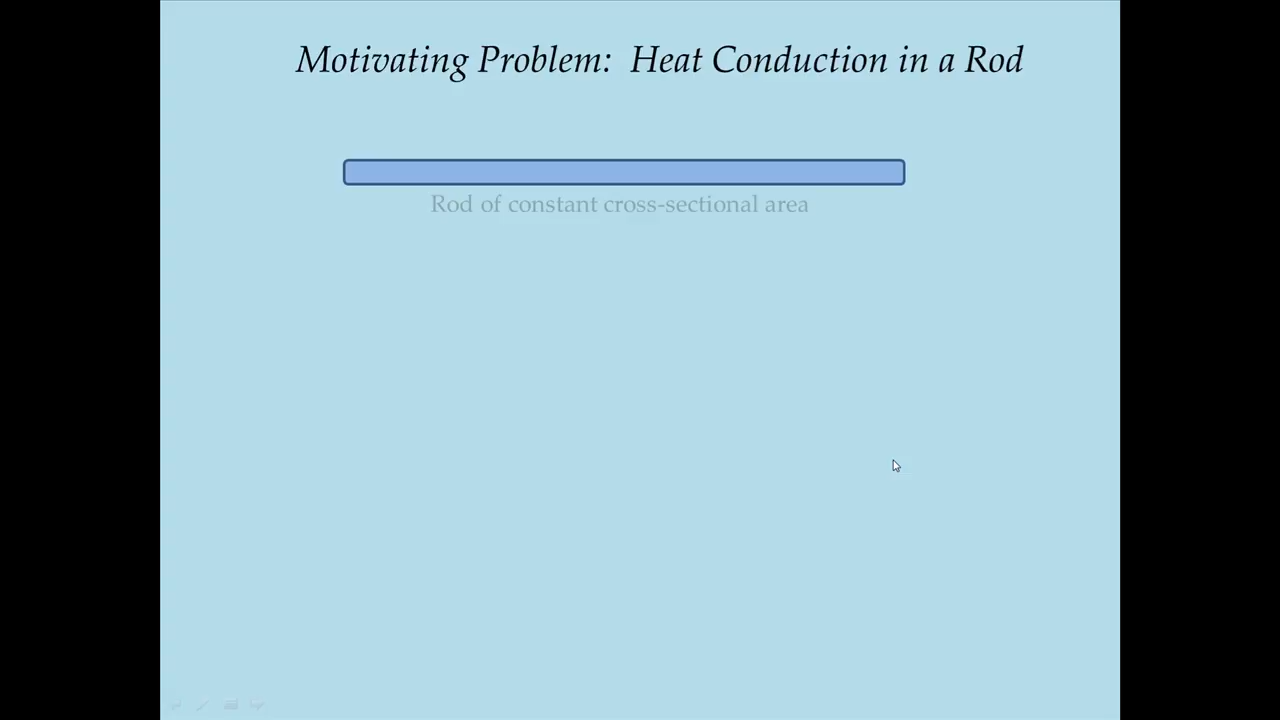 Motivating Problem: Heat Conduction in a Rod
Rod of constant cross-sectional area